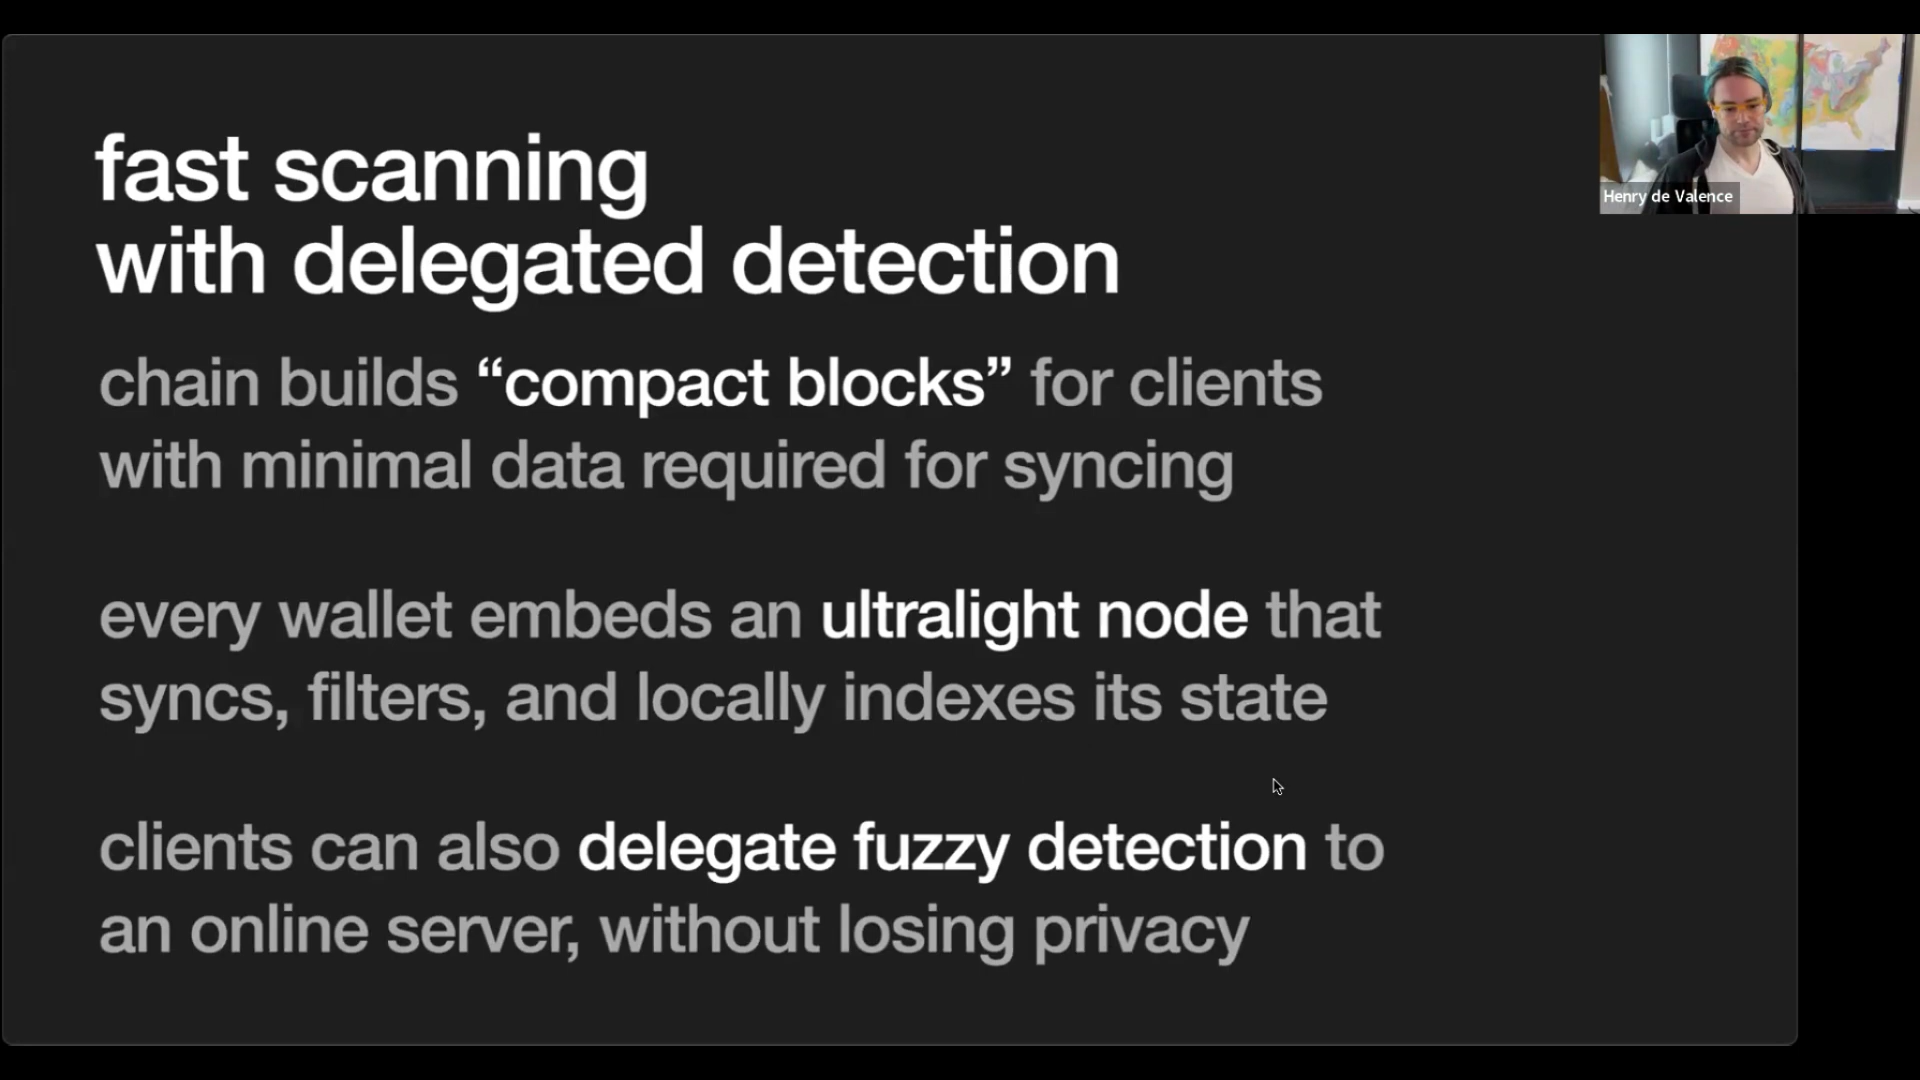 fast scanning
with delegated detection
chain builds “compact blocks” for clients
with minimal data required for syncing
every wallet embeds an ultralight node that
syncs, filters, and locally indexes its state
clients can also delegate fuzzy detection to
an online server, without losing privacy
Henry de Valence